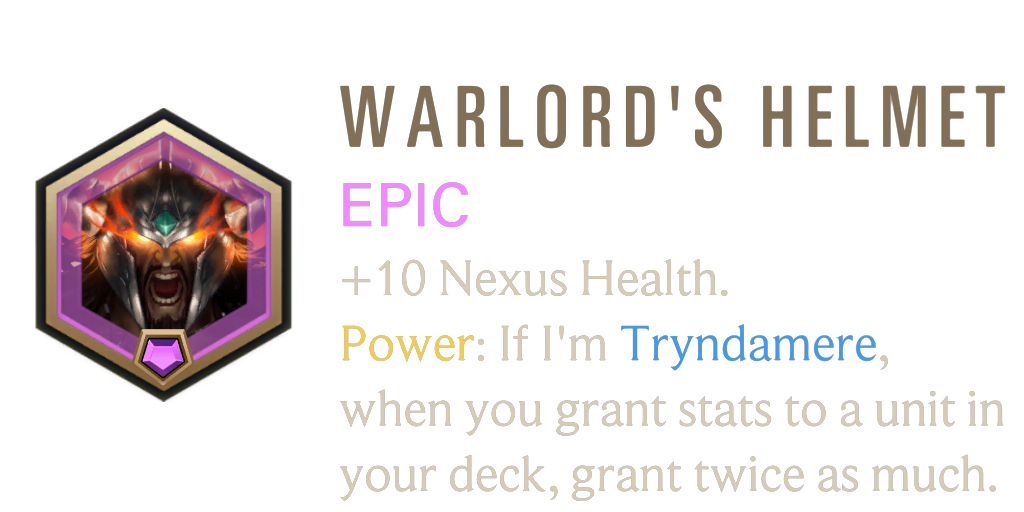 WARLORD'S HELMET
EPIC
+10 Nexus Health.
Power: If I'm Tryndamere,
when you grant stats to a unit in
your deck, grant twice as much.